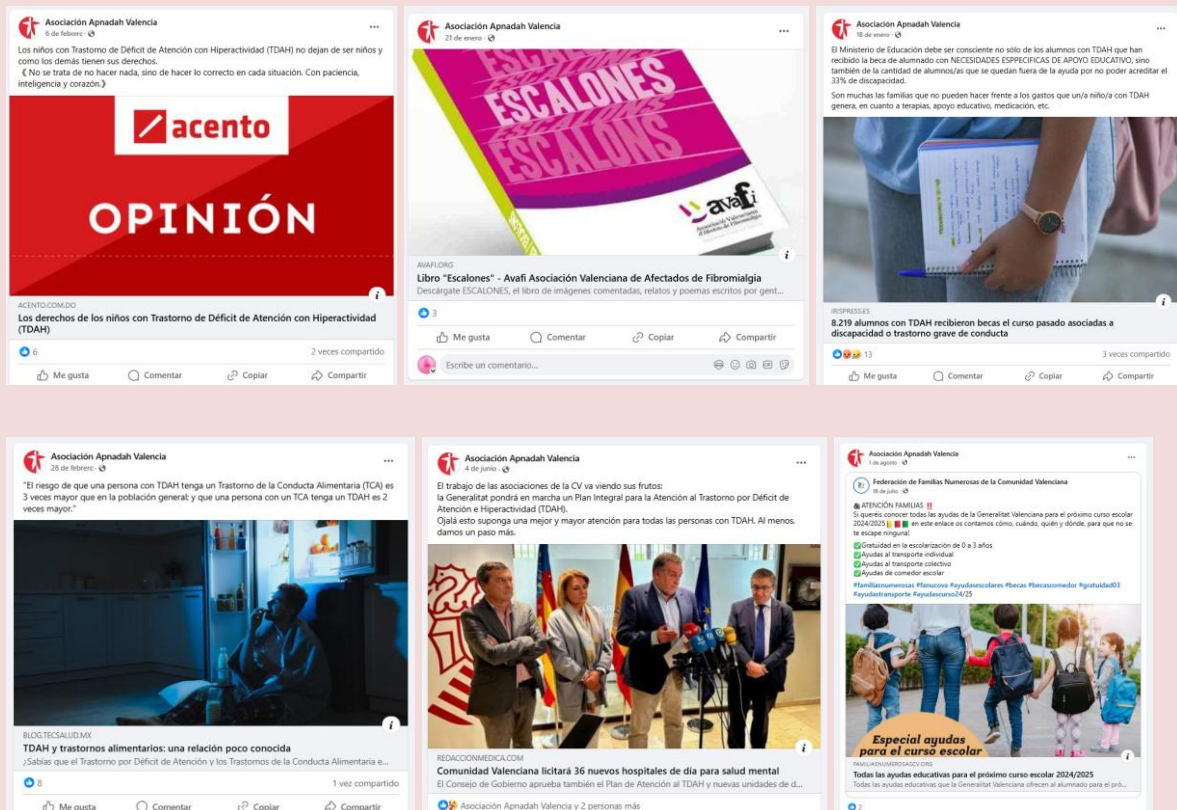 Asociación Apnadah Valencia
6 de febrero
Los niños con Trastorno de Déficit de Atención con Hiperactividad (TDAH) no dejan de ser niños y
como los demás tienen sus derechos.
《 No se trata de no hacer nada, sino de hacer lo correcto en cada situación. Con paciencia,
inteligencia y corazón.》
acento
OPINIÓN
ACENTO.COM.DO
Los derechos de los niños con Trastorno de Déficit de Atención con Hiperactividad
(TDAH)
6
2 veces compartido
Me gusta Comentar Copiar Compartir
Asociación Apnadah Valencia
21 de enero
ESCALONES
ESCALONES
ESCALONS
avafi
AVAFI.ORG
Libro "Escalones" - Avafi Asociación Valenciana de Afectados de Fibromialgia
Descárgate ESCALONES, el libro de imágenes comentadas, relatos y poemas escritos por gent...
3
Me gusta Comentar Copiar Compartir
Escribe un comentario...
Asociación Apnadah Valencia
18 de enero
El Ministerio de Educación debe ser consciente no sólo de los alumnos con TDAH que han
recibido la beca de alumnado con NECESIDADES ESPPECIFICAS DE APOYO EDUCATIVO, sino
también de la cantidad de alumnos/as que se quedan fuera de la ayuda por no poder acreditar el
33% de discapacidad.
Son muchas las familias que no pueden hacer frente a los gastos que un/a niño/a con TDAH
genera, en cuanto a terapias, apoyo educativo, medicación, etc.
IRISPRESS.ES
8.219 alumnos con TDAH recibieron becas el curso pasado asociadas a
discapacidad o trastorno grave de conducta
13
3 veces compartido
Me gusta Comentar Copiar Compartir
Asociación Apnadah Valencia
28 de febrero
"El riesgo de que una persona con TDAH tenga un Trastorno de la Conducta Alimentaria (TCA) es
3 veces mayor que en la población general; y que una persona con un TCA tenga un TDAH es 2
veces mayor."
BLOG.TECSALUD.MX
TDAH y trastornos alimentarios: una relación poco conocida
¿Sabías que el Trastorno por Déficit de Atención y los Trastornos de la Conducta Alimentaria e...
8
1 vez compartido
Me gusta Comentar Copiar Compartir
Asociación Apnadah Valencia
4 de junio
El trabajo de las asociaciones de la CV va viendo sus frutos:
la Generalitat pondrá en marcha un Plan Integral para la Atención al Trastorno por Déficit de
Atención e Hiperactividad (TDAH).
Ojalá esto suponga una mejor y mayor atención para todas las personas con TDAH. Al menos,
damos un paso más.
REDACCIONMEDICA.COM
Comunidad Valenciana licitará 36 nuevos hospitales de día para salud mental
El Consejo de Gobierno aprueba también el Plan de Atención al TDAH y nuevas unidades de d...
Asociación Apnadah Valencia y 2 personas más
Asociación Apnadah Valencia
1 de agosto
Federación de Familias Numerosas de la Comunidad Valenciana
18 de julio
ATENCIÓN FAMILIAS ‼
Si queréis conocer todas las ayudas de la Generalitat Valenciana para el próximo curso escolar
2024/2025 en este enlace os contamos cómo, cuándo, quién y dónde, para que no se
te escape ninguna!
✅Gratuidad en la escolarización de 0 a 3 años
✅Ayudas al transporte individual
✅Ayudas al transporte colectivo
✅Ayudas de comedor escolar
#familiasnumerosas #fanucova #ayudasescolares #becas #becascomedor #gratuidad03
#ayudastransporte #ayudascurso24/25
Especial ayudas
para el curso escolar
FAMILIASNUMEROSASCV.ORG
Todas las ayudas educativas para el próximo curso escolar 2024/2025
Todas las ayudas educativas que la Generalitat Valenciana ofrecen al alumnado para el pró...
2